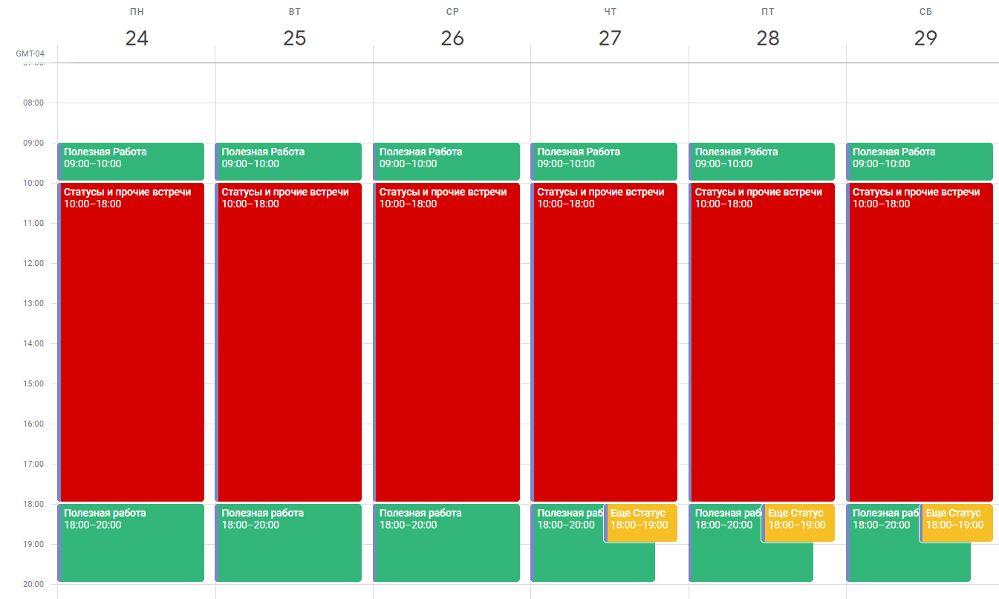 ПН ВТ СР ЧТ ПТ СБ
24 25 26 27 28 29
GMT-04
07:00
08:00
09:00
Полезная Работа Полезная Работа Полезная Работа Полезная Работа Полезная Работа Полезная Работа
09:00–10:00 09:00–10:00 09:00–10:00 09:00–10:00 09:00–10:00 09:00–10:00
10:00
Статусы и прочие встречи Статусы и прочие встречи Статусы и прочие встречи Статусы и прочие встречи Статусы и прочие встречи Статусы и прочие встречи
10:00–18:00 10:00–18:00 10:00–18:00 10:00–18:00 10:00–18:00 10:00–18:00
11:00
12:00
13:00
14:00
15:00
16:00
17:00
18:00
Полезная работа Полезная работа Полезная работа Полезная раб Еще Статус Полезная раб Еще Статус Полезная раб Еще Статус
18:00–20:00 18:00–20:00 18:00–20:00 18:00–20:00 18:00–19:00 18:00–20:00 18:00–19:00 18:00–20:00 18:00–19:00
19:00
20:00